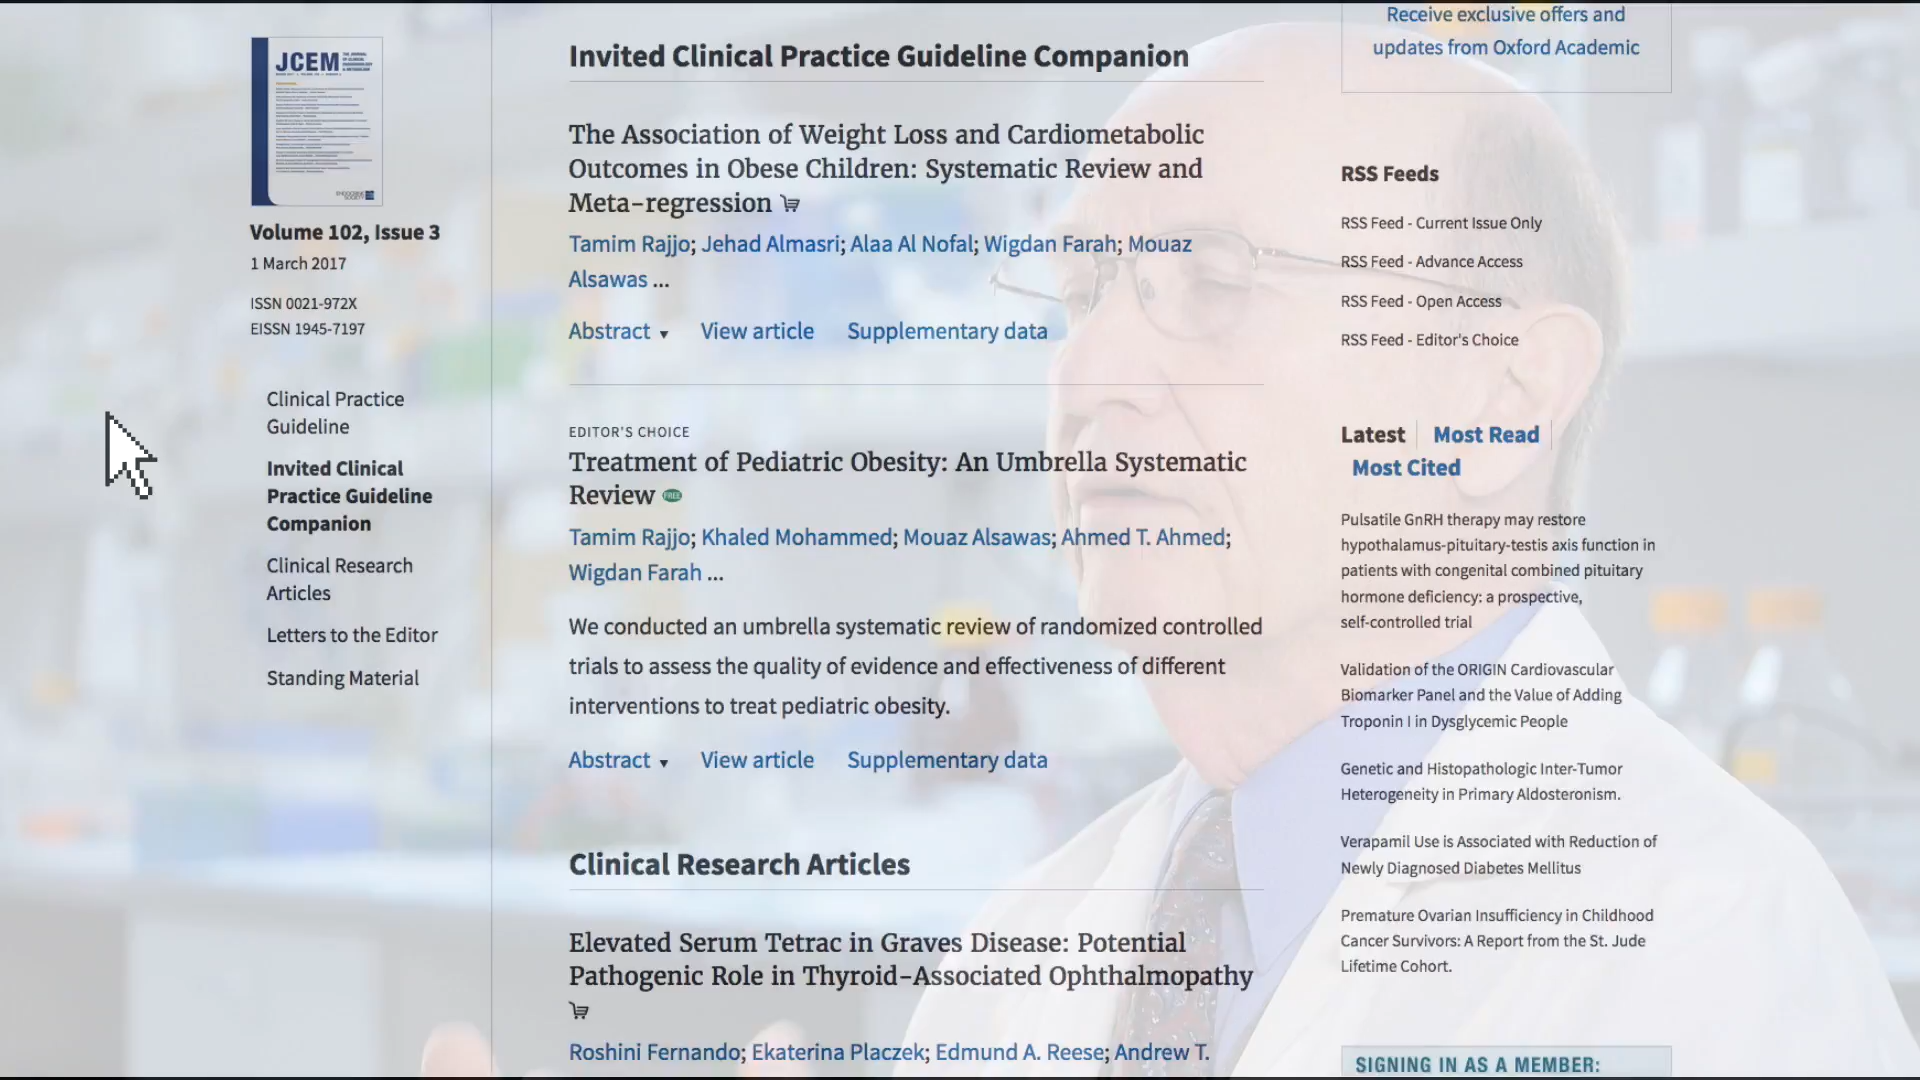 JCEM
Volume 102, Issue 3
1 March 2017
ISSN 0021-972X
EISSN 1945-7197
Clinical Practice
Guideline
Invited Clinical
Practice Guideline
Companion
Clinical Research
Articles
Letters to the Editor
Standing Material
Invited Clinical Practice Guideline Companion
The Association of Weight Loss and Cardiometabolic
Outcomes in Obese Children: Systematic Review and
Meta-regression
Tamim Rajjo; Jehad Almasri; Alaa Al Nofal; Wigdan Farah; Mouaz
Alsawas ...
Abstract View article Supplementary data
EDITOR'S CHOICE
Treatment of Pediatric Obesity: An Umbrella Systematic
Review FREE
Tamim Rajjo; Khaled Mohammed; Mouaz Alsawas; Ahmed T. Ahmed;
Wigdan Farah ...
We conducted an umbrella systematic review of randomized controlled
trials to assess the quality of evidence and effectiveness of different
interventions to treat pediatric obesity.
Abstract View article Supplementary data
Clinical Research Articles
Elevated Serum Tetrac in Graves Disease: Potential
Pathogenic Role in Thyroid-Associated Ophthalmopathy
Roshini Fernando; Ekaterina Placzek; Edmund A. Reese; Andrew T.
Receive exclusive offers and
updates from Oxford Academic
RSS Feeds
RSS Feed - Current Issue Only
RSS Feed - Advance Access
RSS Feed - Open Access
RSS Feed - Editor's Choice
Latest Most Read
Most Cited
Pulsatile GnRH therapy may restore
hypothalamus-pituitary-testis axis function in
patients with congenital combined pituitary
hormone deficiency: a prospective,
self-controlled trial
Validation of the ORIGIN Cardiovascular
Biomarker Panel and the Value of Adding
Troponin I in Dysglycemic People
Genetic and Histopathologic Inter-Tumor
Heterogeneity in Primary Aldosteronism.
Verapamil Use is Associated with Reduction of
Newly Diagnosed Diabetes Mellitus
Premature Ovarian Insufficiency in Childhood
Cancer Survivors: A Report from the St. Jude
Lifetime Cohort.
SIGNING IN AS A MEMBER: